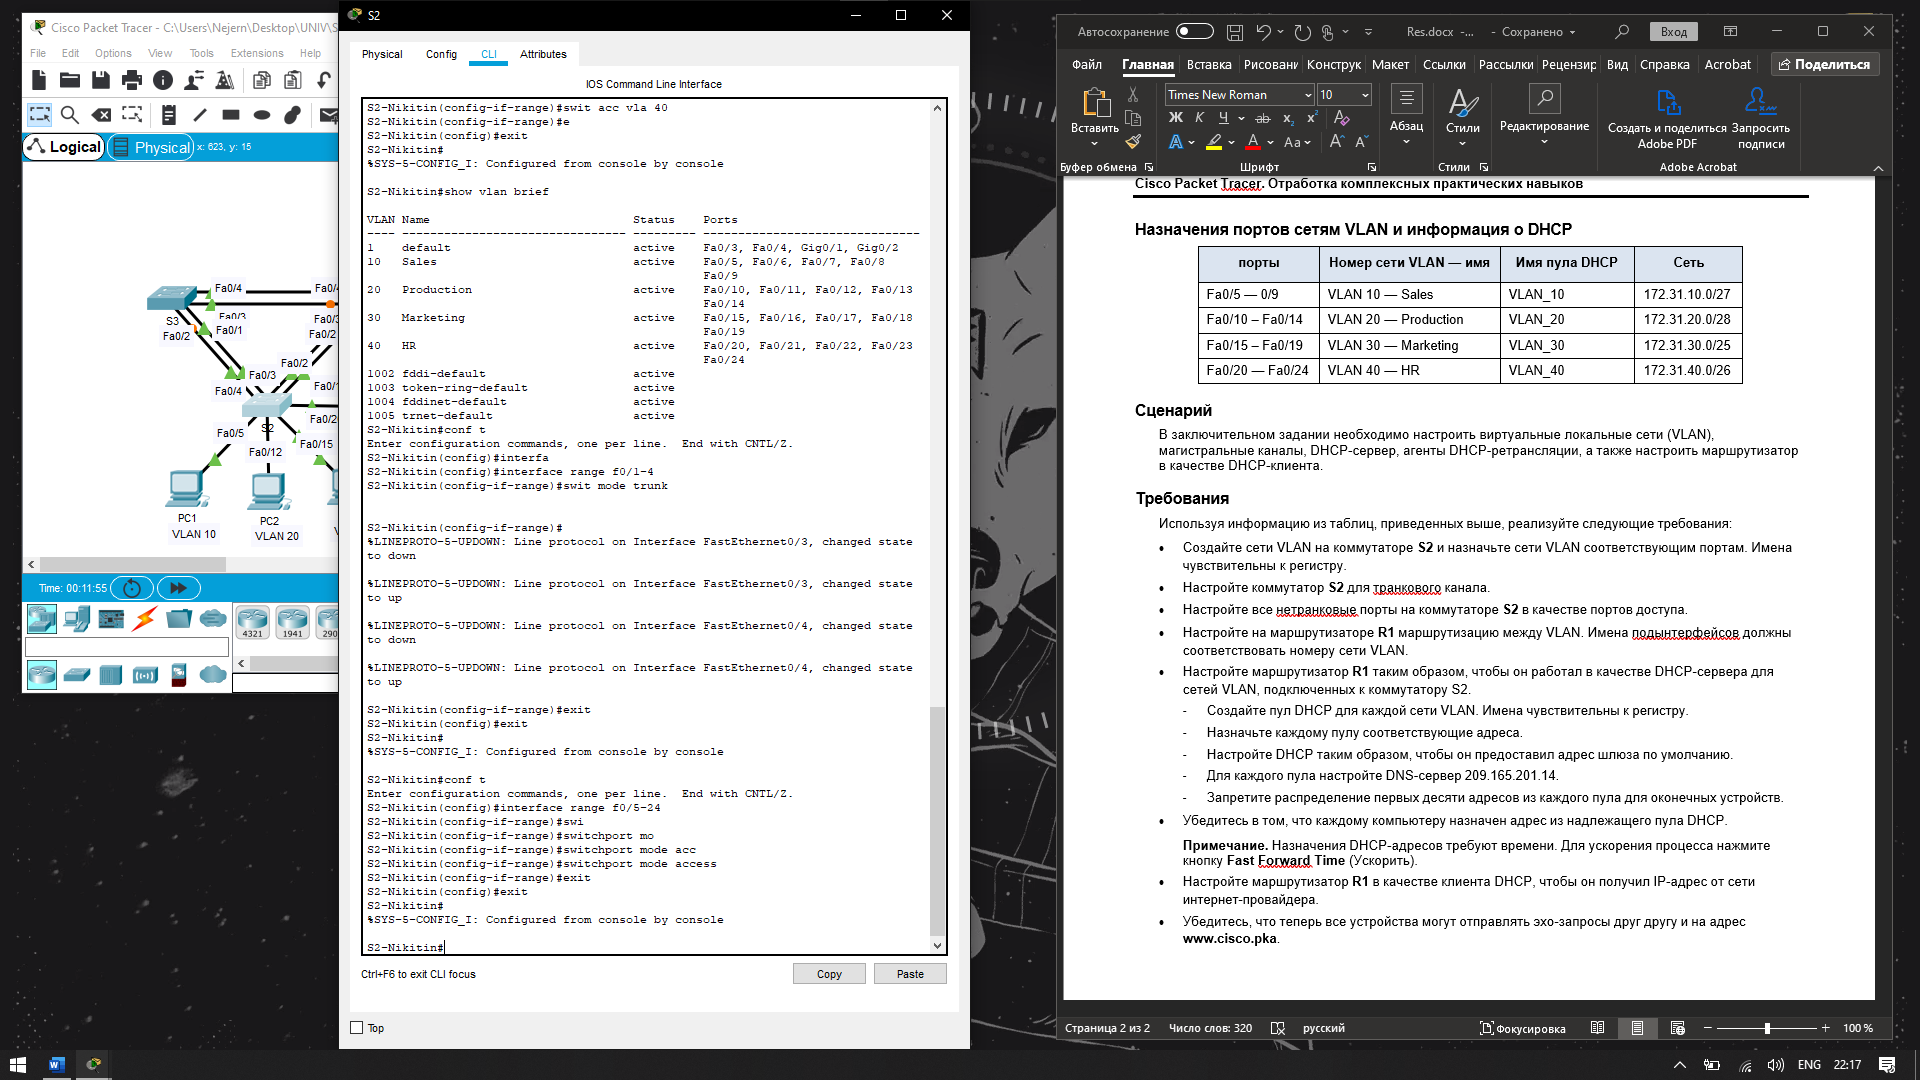 Cisco Packet Tracer - C:\Users\Nejern\Desktop\UNIV\S
File Edit Options View Tools Extensions Help
Logical
Physical
x: 623, y: 15
Fa0/4
Fa0/4
Fa0/3
S3
Fa0/1
Fa0/2
Fa0/2
Fa0/2
Fa0/3
Fa0/4
S2
Fa0/5
Fa0/12
Fa0/15
PC1
VLAN 10
PC2
VLAN 20
Time: 00:11:55
4321
1941
290
S2
Physical Config CLI Attributes
IOS Command Line Interface
S2-Nikitin(config-if-range)#swit acc vla 40
S2-Nikitin(config-if-range)#e
S2-Nikitin(config)#exit
S2-Nikitin#
%SYS-5-CONFIG_I: Configured from console by console
S2-Nikitin#show vlan brief
VLAN Name Status Ports
---- -------------------------------- --------- -------------------------------
1 default active Fa0/3, Fa0/4, Gig0/1, Gig0/2
10 Sales active Fa0/5, Fa0/6, Fa0/7, Fa0/8
Fa0/9
20 Production active Fa0/10, Fa0/11, Fa0/12, Fa0/13
Fa0/14
30 Marketing active Fa0/15, Fa0/16, Fa0/17, Fa0/18
Fa0/19
40 HR active Fa0/20, Fa0/21, Fa0/22, Fa0/23
Fa0/24
1002 fddi-default active
1003 token-ring-default active
1004 fddinet-default active
1005 trnet-default active
S2-Nikitin#conf t
Enter configuration commands, one per line. End with CNTL/Z.
S2-Nikitin(config)#interfa
S2-Nikitin(config)#interface range f0/1-4
S2-Nikitin(config-if-range)#swit mode trunk
S2-Nikitin(config-if-range)#
%LINEPROTO-5-UPDOWN: Line protocol on Interface FastEthernet0/3, changed state
to down
%LINEPROTO-5-UPDOWN: Line protocol on Interface FastEthernet0/3, changed state
to up
%LINEPROTO-5-UPDOWN: Line protocol on Interface FastEthernet0/4, changed state
to down
%LINEPROTO-5-UPDOWN: Line protocol on Interface FastEthernet0/4, changed state
to up
S2-Nikitin(config-if-range)#exit
S2-Nikitin(config)#exit
S2-Nikitin#
%SYS-5-CONFIG_I: Configured from console by console
S2-Nikitin#conf t
Enter configuration commands, one per line. End with CNTL/Z.
S2-Nikitin(config)#interface range f0/5-24
S2-Nikitin(config-if-range)#swi
S2-Nikitin(config-if-range)#switchport mo
S2-Nikitin(config-if-range)#switchport mode acc
S2-Nikitin(config-if-range)#switchport mode access
S2-Nikitin(config-if-range)#exit
S2-Nikitin(config)#exit
S2-Nikitin#
%SYS-5-CONFIG_I: Configured from console by console
S2-Nikitin#
Ctrl+F6 to exit CLI focus
Copy
Paste
Top
Автосохранение
Res.docx -... - Сохранено
Вход
Файл Главная Вставка Рисовани Конструк Макет Ссылки Рассылки Рецензир Вид Справка Acrobat Поделиться
Times New Roman
10
Вставить
Ж К Ч ab x₂ x²
Aa
Абзац
Стили
Редактирование
Создать и поделиться Adobe PDF
Запросить подписи
Буфер обмена
Шрифт
Стили
Adobe Acrobat
Cisco Packet Tracer. Отработка комплексных практических навыков
Назначения портов сетям VLAN и информация о DHCP
порты Номер сети VLAN — имя Имя пула DHCP Сеть
Fa0/5 — 0/9 VLAN 10 — Sales VLAN_10 172.31.10.0/27
Fa0/10 – Fa0/14 VLAN 20 — Production VLAN_20 172.31.20.0/28
Fa0/15 – Fa0/19 VLAN 30 — Marketing VLAN_30 172.31.30.0/25
Fa0/20 — Fa0/24 VLAN 40 — HR VLAN_40 172.31.40.0/26
Сценарий
В заключительном задании необходимо настроить виртуальные локальные сети (VLAN),
магистральные каналы, DHCP-сервер, агенты DHCP-ретрансляции, а также настроить маршрутизатор
в качестве DHCP-клиента.
Требования
Используя информацию из таблиц, приведенных выше, реализуйте следующие требования:
• Создайте сети VLAN на коммутаторе S2 и назначьте сети VLAN соответствующим портам. Имена
чувствительны к регистру.
• Настройте коммутатор S2 для транкового канала.
• Настройте все нетранковые порты на коммутаторе S2 в качестве портов доступа.
• Настройте на маршрутизаторе R1 маршрутизацию между VLAN. Имена подынтерфейсов должны
соответствовать номеру сети VLAN.
• Настройте маршрутизатор R1 таким образом, чтобы он работал в качестве DHCP-сервера для
сетей VLAN, подключенных к коммутатору S2.
- Создайте пул DHCP для каждой сети VLAN. Имена чувствительны к регистру.
- Назначьте каждому пулу соответствующие адреса.
- Настройте DHCP таким образом, чтобы он предоставил адрес шлюза по умолчанию.
- Для каждого пула настройте DNS-сервер 209.165.201.14.
- Запретите распределение первых десяти адресов из каждого пула для оконечных устройств.
• Убедитесь в том, что каждому компьютеру назначен адрес из надлежащего пула DHCP.
Примечание. Назначения DHCP-адресов требуют времени. Для ускорения процесса нажмите
кнопку Fast Forward Time (Ускорить).
• Настройте маршрутизатор R1 в качестве клиента DHCP, чтобы он получил IP-адрес от сети
интернет-провайдера.
• Убедитесь, что теперь все устройства могут отправлять эхо-запросы друг другу и на адрес
www.cisco.pka.
Страница 2 из 2 Число слов: 320 русский Фокусировка 100 %
ENG 22:17